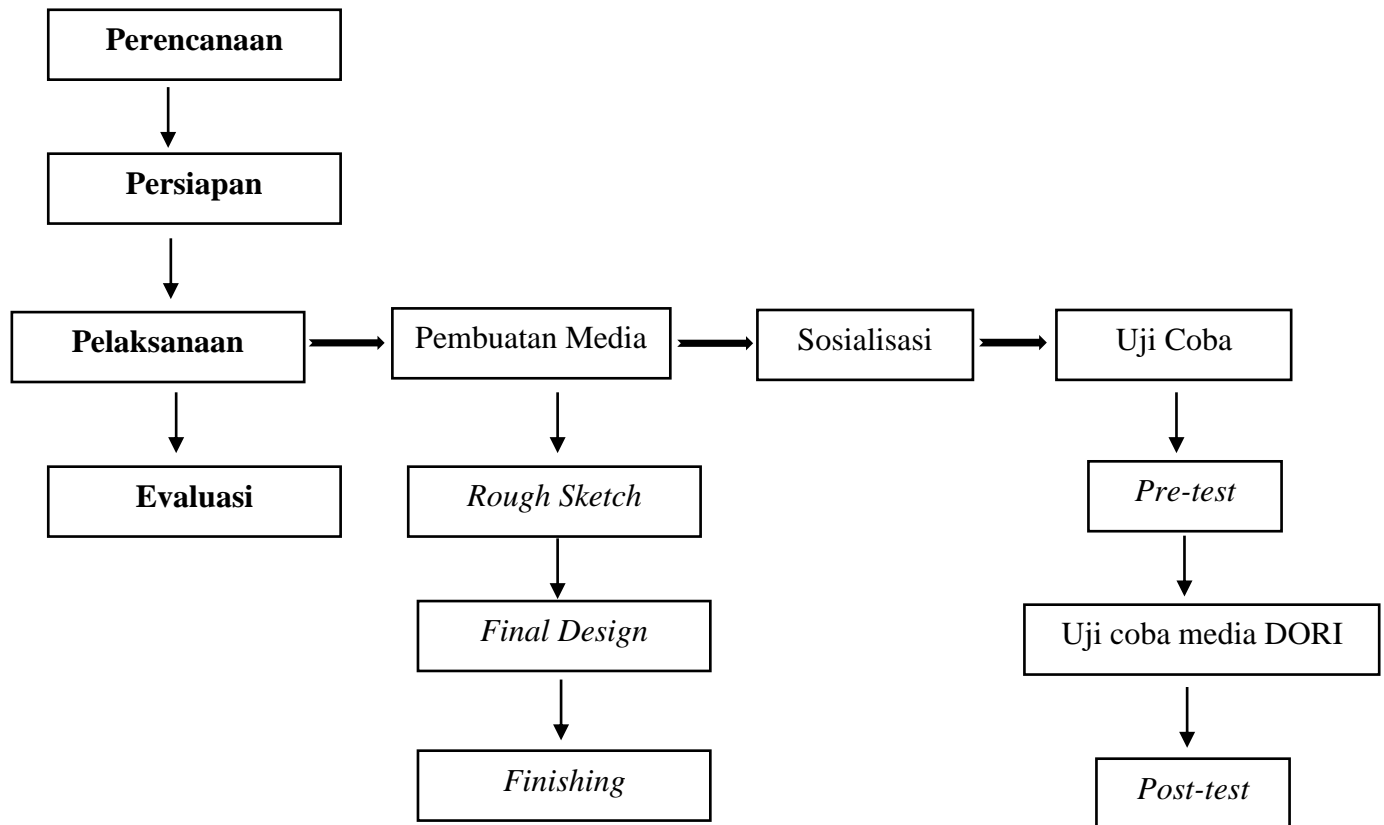 Perencanaan
Persiapan
Pelaksanaan
Pembuatan Media
Sosialisasi
Uji Coba
Evaluasi
Rough Sketch
Pre-test
Final Design
Uji coba media DORI
Finishing
Post-test